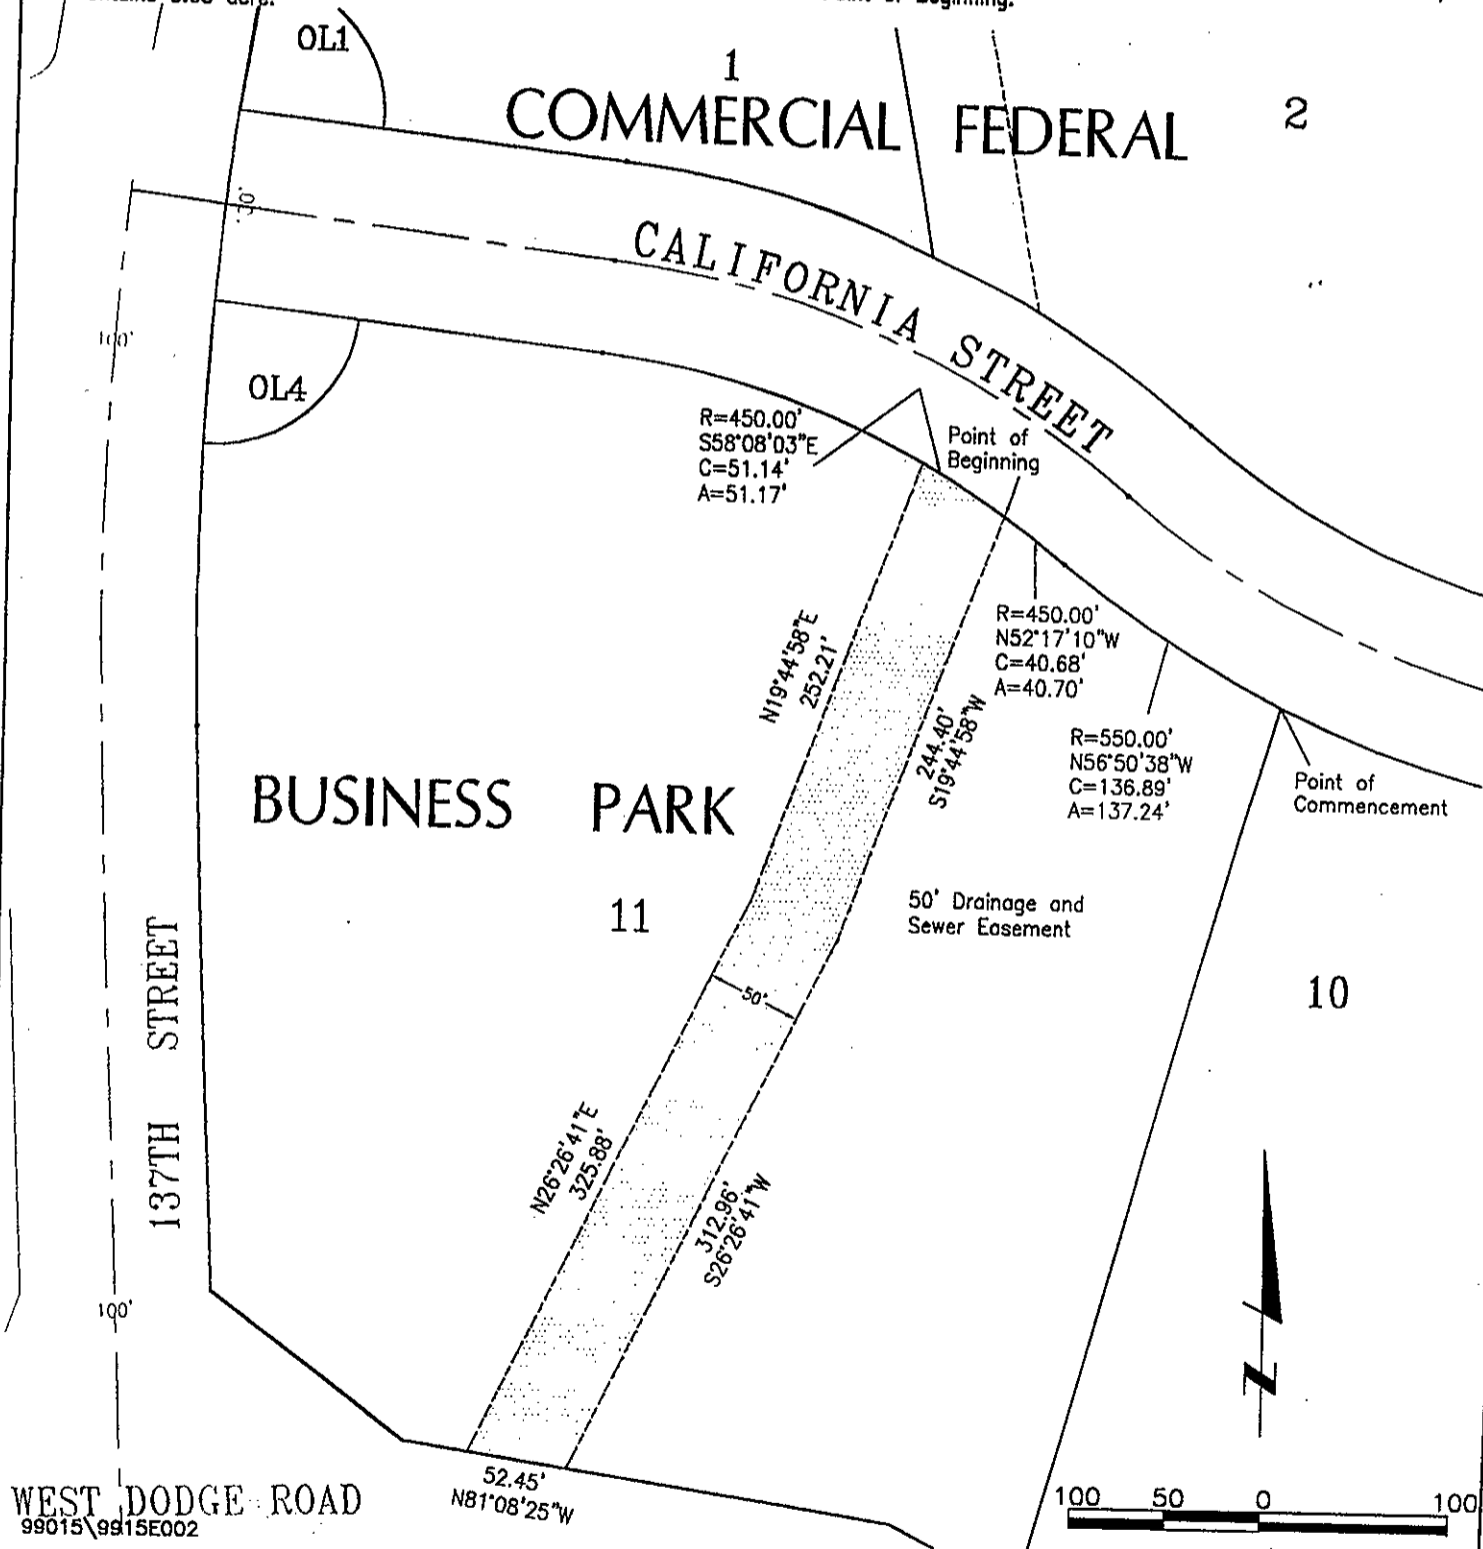 OL1
1
COMMERCIAL FEDERAL
2
30'
CALIFORNIA STREET
100'
OL4
R=450.00'
S58°08'03"E
C=51.14'
A=51.17'
Point of
Beginning
N19°44'58"E
252.21'
R=450.00'
N52°17'10"W
C=40.68'
A=40.70'
244.40'
S19°44'58"W
R=550.00'
N56°50'38"W
C=136.89'
A=137.24'
Point of
Commencement
BUSINESS PARK
11
50' Drainage and
Sewer Easement
10
50'
137TH STREET
N26°26'41"E
325.88'
312.96'
S26°26'41"W
100'
N
52.45'
N81°08'25"W
WEST DODGE ROAD
99015\9915E002
100 50 0 100